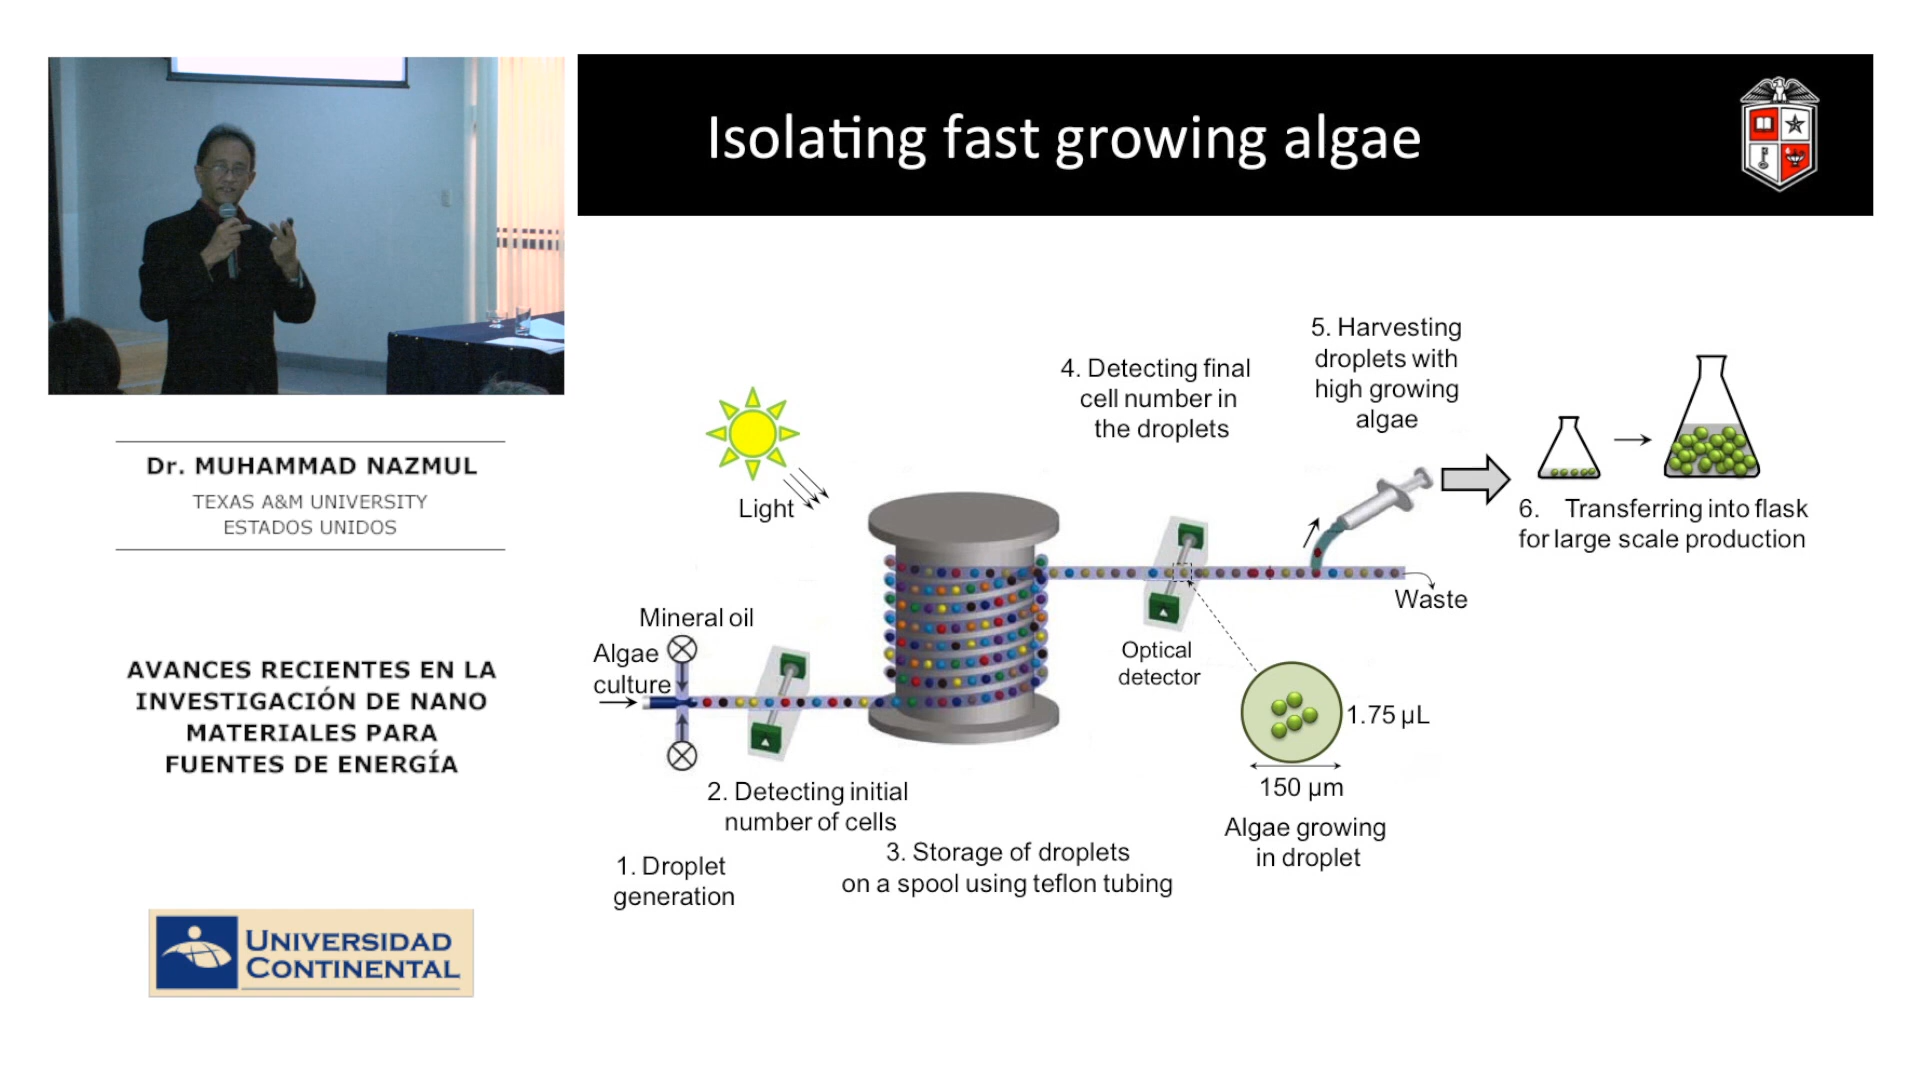 Isolating fast growing algae
Dr. MUHAMMAD NAZMUL
TEXAS A&M UNIVERSITY
ESTADOS UNIDOS
AVANCES RECIENTES EN LA
INVESTIGACIÓN DE NANO
MATERIALES PARA
FUENTES DE ENERGÍA
UNIVERSIDAD
CONTINENTAL
Light
Mineral oil
Algae
culture
1. Droplet
generation
2. Detecting initial
number of cells
3. Storage of droplets
on a spool using teflon tubing
4. Detecting final
cell number in
the droplets
Optical
detector
5. Harvesting
droplets with
high growing
algae
Waste
1.75 µL
150 µm
Algae growing
in droplet
6. Transferring into flask
for large scale production